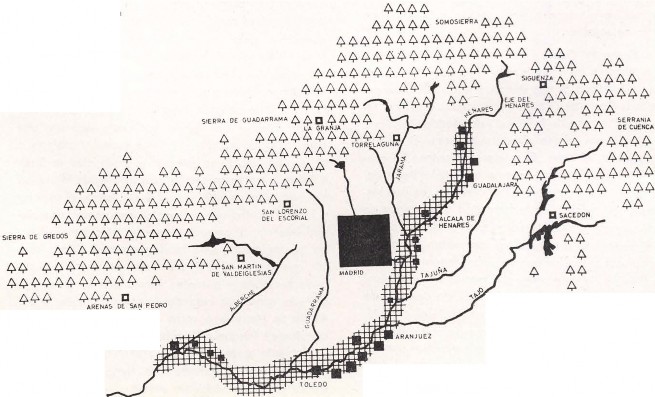 SOMOSIERRA
SIGUENZA
EJE DEL
HENARES
HENARES
SIERRA DE GUADARRAMA
LA GRANJA
SERRANIA
DE CUENCA
TORRELAGUNA
JARAMA
GUADALAJARA
SAN LORENZO
DEL ESCORIAL
ALCALA DE
HENARES
SACEDON
SIERRA DE GREDOS
SAN MARTIN
DE VALDEIGLESIAS
MADRID
TAJUÑA
ARENAS DE SAN PEDRO
ALBERCHE
GUADARRAMA
TAJO
ARANJUEZ
TOLEDO